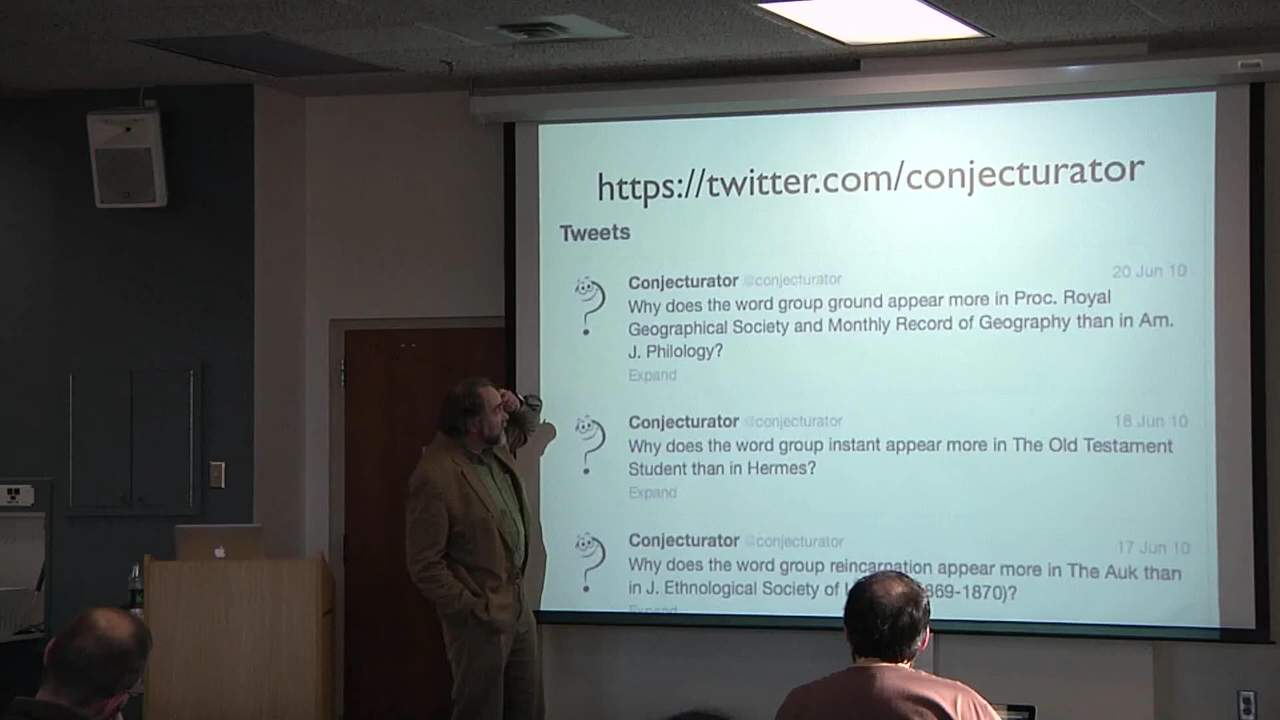 https://twitter.com/conjecturator
Tweets
Conjecturator @conjecturator 20 Jun 10
Why does the word group ground appear more in Proc. Royal
Geographical Society and Monthly Record of Geography than in Am.
J. Philology?
Expand
Conjecturator @conjecturator 18 Jun 10
Why does the word group instant appear more in The Old Testament
Student than in Hermes?
Expand
Conjecturator @conjecturator 17 Jun 10
Why does the word group reincarnation appear more in The Auk than
in J. Ethnological Society of 869-1870)?
Expand